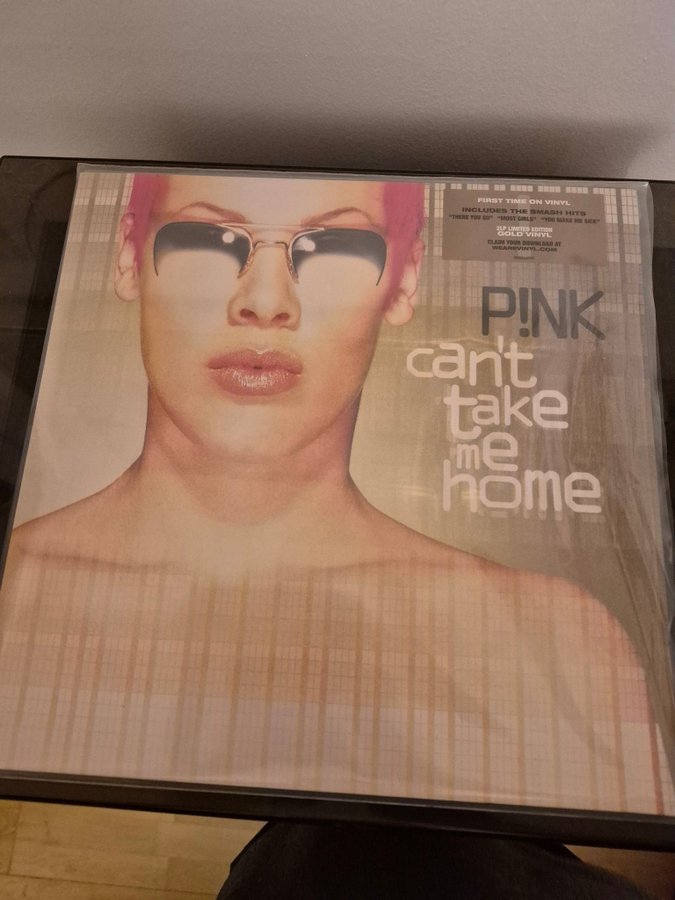 FIRST TIME ON VINYL
INCLUDES THE SMASH HITS
"THERE YOU GO" "MOST GIRLS" "YOU MAKE ME SICK"
2LP LIMITED EDITION
GOLD VINYL
CLAIM YOUR DOWNLOAD AT
WEAREVINYL.COM
P!NK
can't
take
me
home